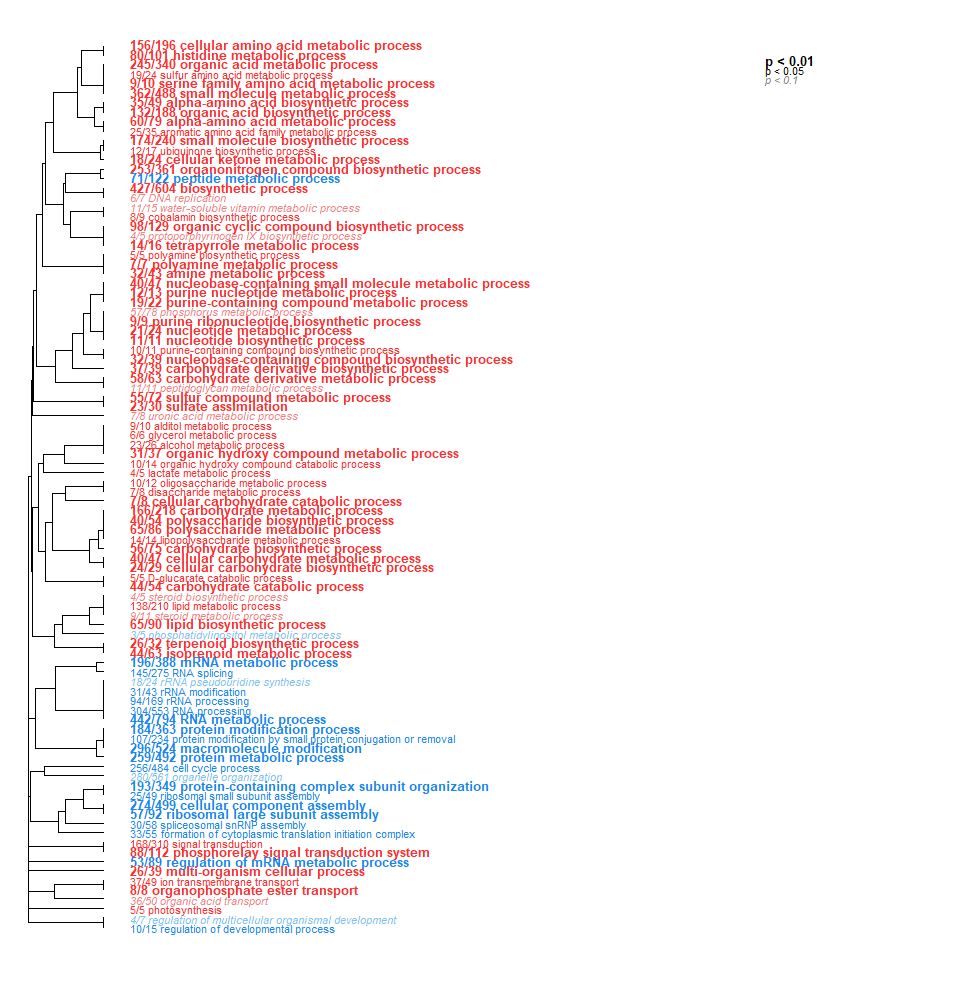 156/196 cellular amino acid metabolic process
80/101 histidine metabolic process
245/340 organic acid metabolic process
19/24 sulfur amino acid metabolic process
9/10 serine family amino acid metabolic process
362/488 small molecule metabolic process
35/49 alpha-amino acid biosynthetic process
132/188 organic acid biosynthetic process
60/79 alpha-amino acid metabolic process
25/35 aromatic amino acid family metabolic process
174/240 small molecule biosynthetic process
12/17 ubiquinone biosynthetic process
18/24 cellular ketone metabolic process
253/361 organonitrogen compound biosynthetic process
71/122 peptide metabolic process
427/604 biosynthetic process
6/7 DNA replication
11/15 water-soluble vitamin metabolic process
8/9 cobalamin biosynthetic process
98/129 organic cyclic compound biosynthetic process
4/5 protoporphyrinogen IX biosynthetic process
14/16 tetrapyrrole metabolic process
5/5 polyamine biosynthetic process
7/7 polyamine metabolic process
32/43 amine metabolic process
40/47 nucleobase-containing small molecule metabolic process
12/13 purine nucleotide metabolic process
19/22 purine-containing compound metabolic process
57/78 phosphorus metabolic process
9/9 purine ribonucleotide biosynthetic process
21/24 nucleotide metabolic process
11/11 nucleotide biosynthetic process
10/11 purine-containing compound biosynthetic process
32/39 nucleobase-containing compound biosynthetic process
37/39 carbohydrate derivative biosynthetic process
58/63 carbohydrate derivative metabolic process
11/11 peptidoglycan metabolic process
55/72 sulfur compound metabolic process
23/30 sulfate assimilation
7/8 uronic acid metabolic process
9/10 alditol metabolic process
6/6 glycerol metabolic process
23/26 alcohol metabolic process
31/37 organic hydroxy compound metabolic process
10/14 organic hydroxy compound catabolic process
4/5 lactate metabolic process
10/12 oligosaccharide metabolic process
7/8 disaccharide metabolic process
7/8 cellular carbohydrate catabolic process
166/218 carbohydrate metabolic process
40/54 polysaccharide biosynthetic process
65/86 polysaccharide metabolic process
14/14 lipopolysaccharide metabolic process
56/75 carbohydrate biosynthetic process
40/47 cellular carbohydrate metabolic process
24/29 cellular carbohydrate biosynthetic process
5/5 D-glucarate catabolic process
44/54 carbohydrate catabolic process
4/5 steroid biosynthetic process
138/210 lipid metabolic process
9/11 steroid metabolic process
65/90 lipid biosynthetic process
3/5 phosphatidylinositol metabolic process
26/32 terpenoid biosynthetic process
44/63 isoprenoid metabolic process
196/388 mRNA metabolic process
145/275 RNA splicing
18/24 rRNA pseudouridine synthesis
31/43 rRNA modification
94/169 rRNA processing
304/553 RNA processing
442/794 RNA metabolic process
184/363 protein modification process
107/234 protein modification by small protein conjugation or removal
296/524 macromolecule modification
259/492 protein metabolic process
256/484 cell cycle process
280/561 organelle organization
193/349 protein-containing complex subunit organization
25/49 ribosomal small subunit assembly
274/499 cellular component assembly
57/92 ribosomal large subunit assembly
30/58 spliceosomal snRNP assembly
33/55 formation of cytoplasmic translation initiation complex
168/310 signal transduction
88/112 phosphorelay signal transduction system
53/89 regulation of mRNA metabolic process
26/39 multi-organism cellular process
37/49 ion transmembrane transport
8/8 organophosphate ester transport
36/50 organic acid transport
5/5 photosynthesis
4/7 regulation of multicellular organismal development
10/15 regulation of developmental process
p < 0.01
p < 0.05
p < 0.1